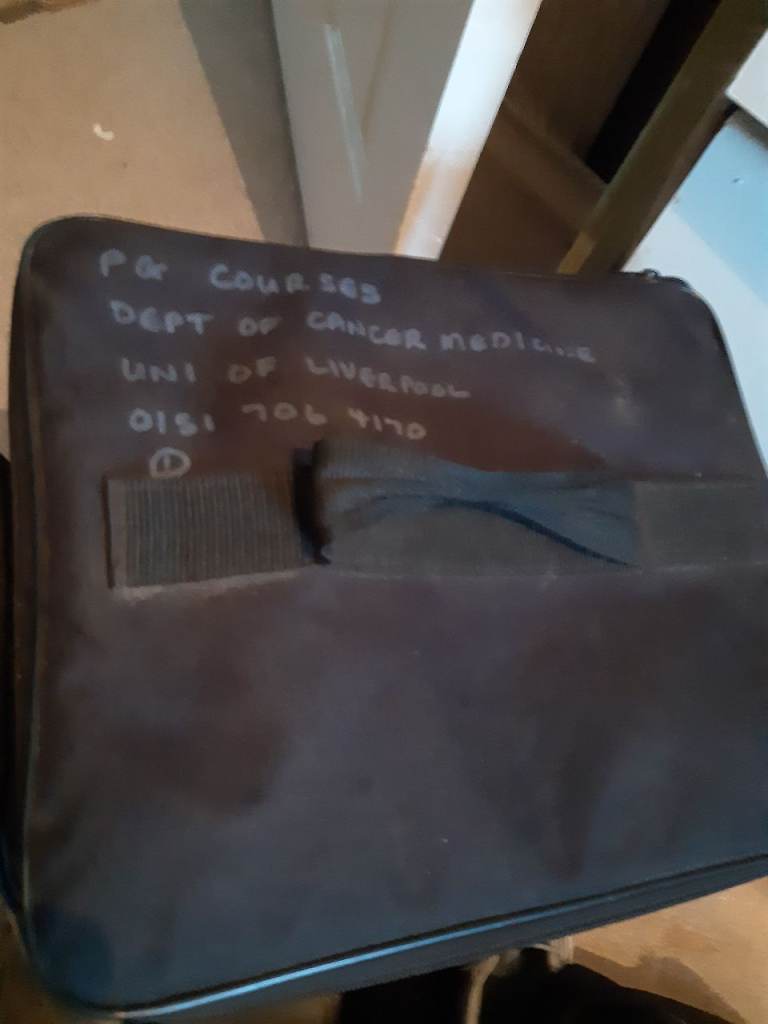 PG COURSES
DEPT OF CANCER MEDICINE
UNI OF LIVERPOOL
0151 706 4170
1